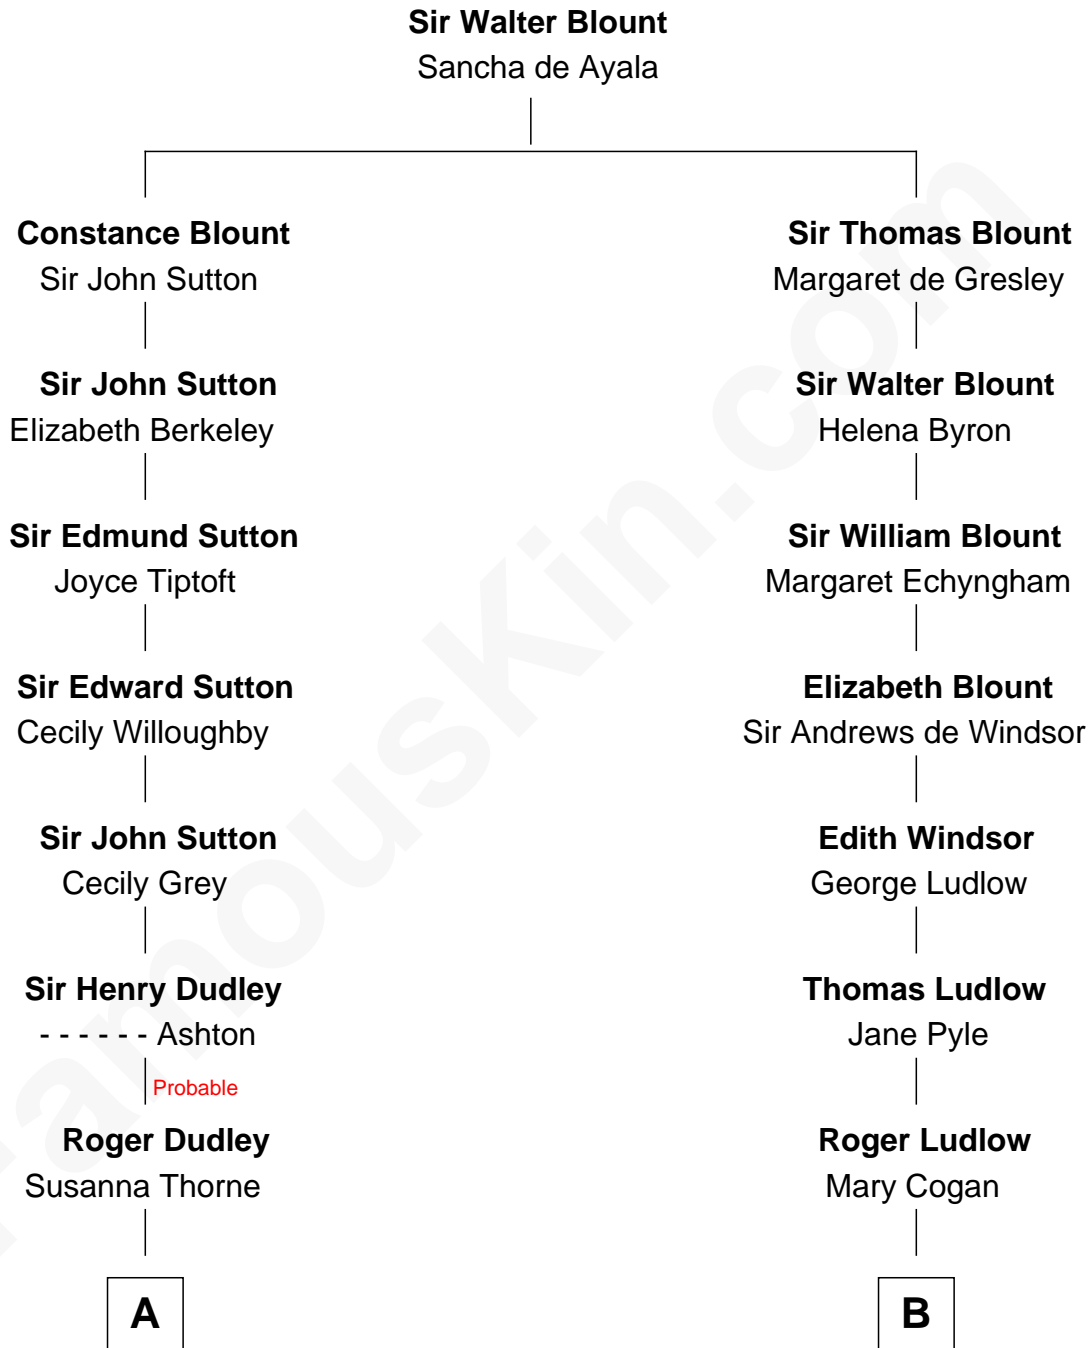 Sir Walter Blount
Sancha de Ayala
Constance Blount
Sir John Sutton
Sir Thomas Blount
Margaret de Gresley
Sir John Sutton
Elizabeth Berkeley
Sir Walter Blount
Helena Byron
Sir Edmund Sutton
Joyce Tiptoft
Sir William Blount
Margaret Echyngham
Sir Edward Sutton
Cecily Willoughby
Elizabeth Blount
Sir Andrews de Windsor
Sir John Sutton
Cecily Grey
Edith Windsor
George Ludlow
Sir Henry Dudley
- - - - - - Ashton
Thomas Ludlow
Jane Pyle
Probable
Roger Dudley
Susanna Thorne
Roger Ludlow
Mary Cogan
A
B
FamousKin.com